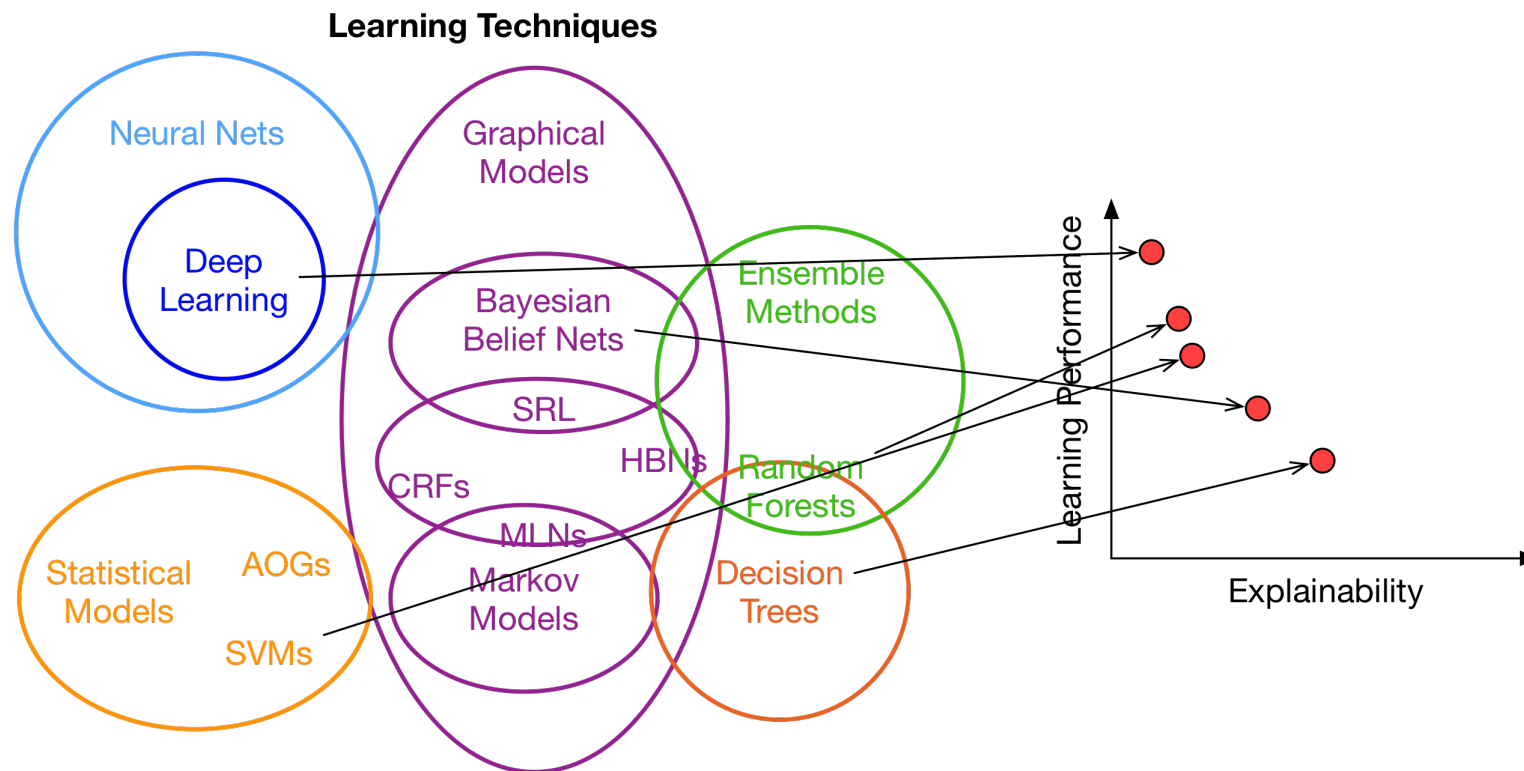 Learning Techniques
Neural Nets
Deep
Learning
Graphical
Models
Bayesian
Belief Nets
SRL
CRFs
HBNs
MLNs
Markov
Models
Statistical
Models
AOGs
SVMs
Ensemble
Methods
Random
Forests
Decision
Trees
Learning Performance
Explainability